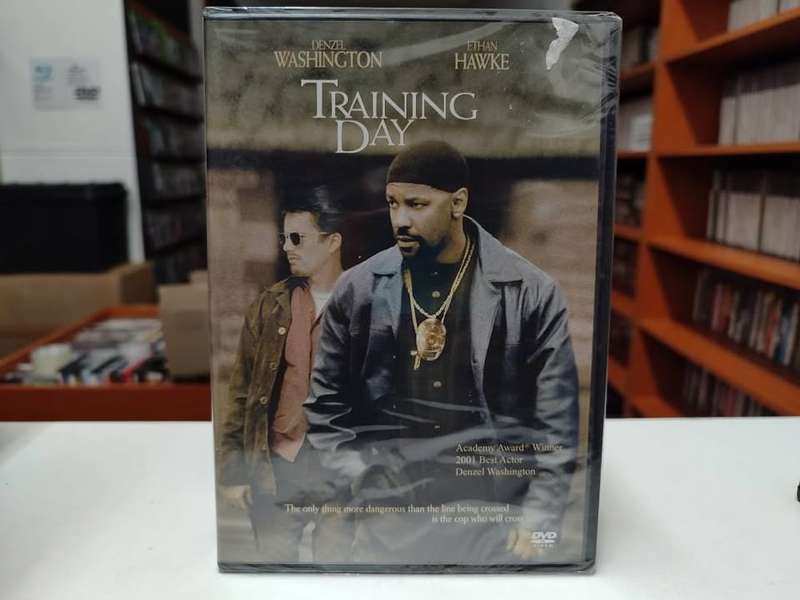 DENZEL
WASHINGTON
ETHAN
HAWKE
TRAINING
DAY
Academy Award® Winner
2001 Best Actor
Denzel Washington
The only thing more dangerous than the line being crossed
is the cop who will cross
DVD
VIDEO